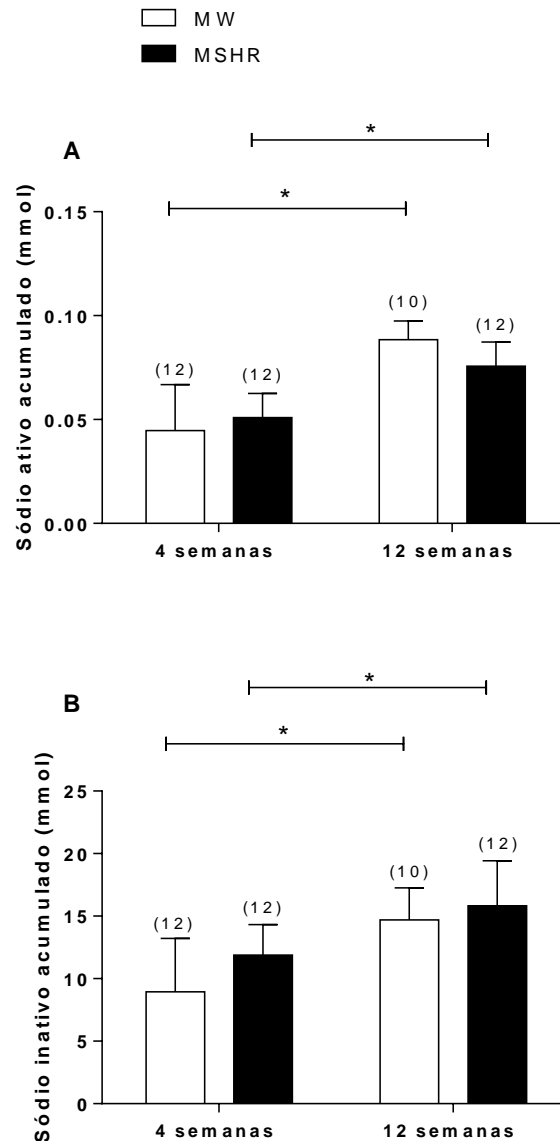 MW
MSHR
A
*
*
Sódio ativo acumulado (mmol)
0.15
0.10
0.05
0.00
(12)
(12)
(10)
(12)
4 semanas
12 semanas
B
*
*
Sódio inativo acumulado (mmol)
25
20
15
10
5
0
(12)
(12)
(10)
(12)
4 semanas
12 semanas